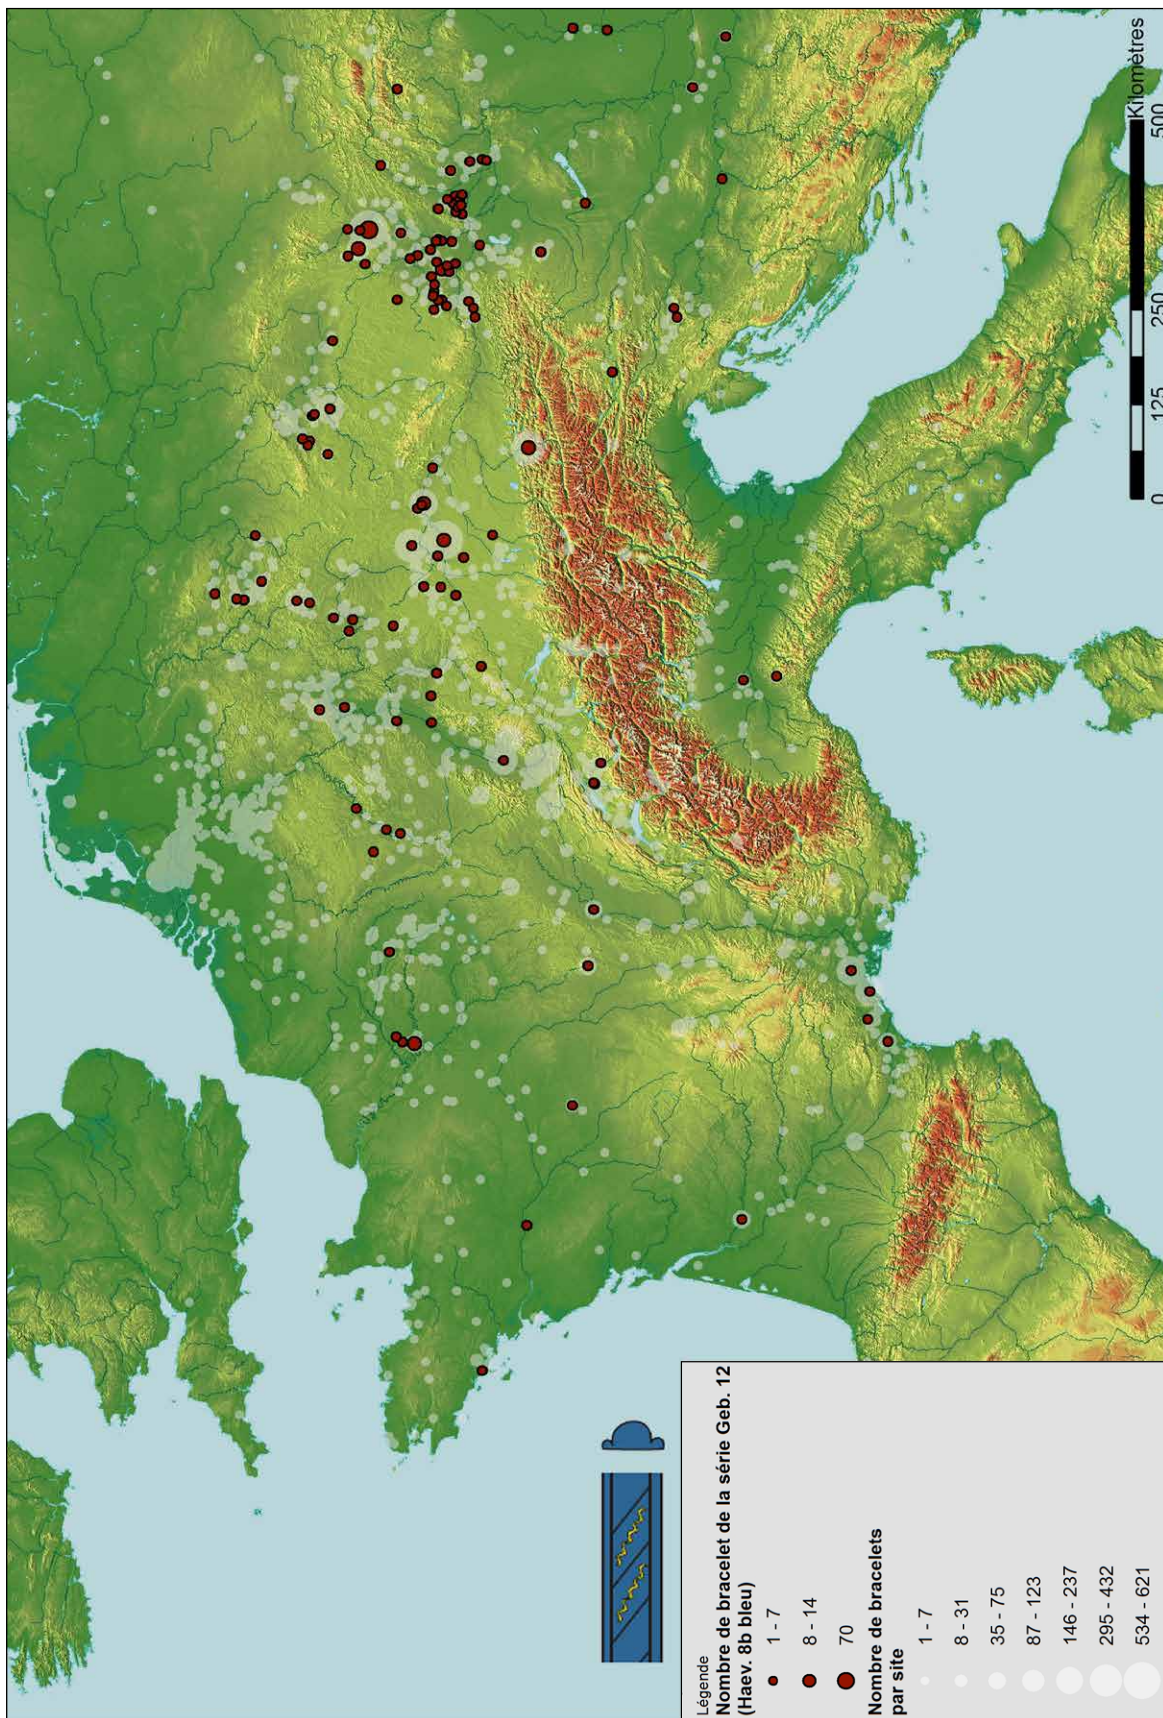 Légende
Nombre de bracelet de la série Geb. 12
(Haev. 8b bleu)
1 - 7
8 - 14
70
Nombre de bracelets
par site
1 - 7
8 - 31
35 - 75
87 - 123
146 - 237
295 - 432
534 - 621
0 125 250 500
Kilomètres